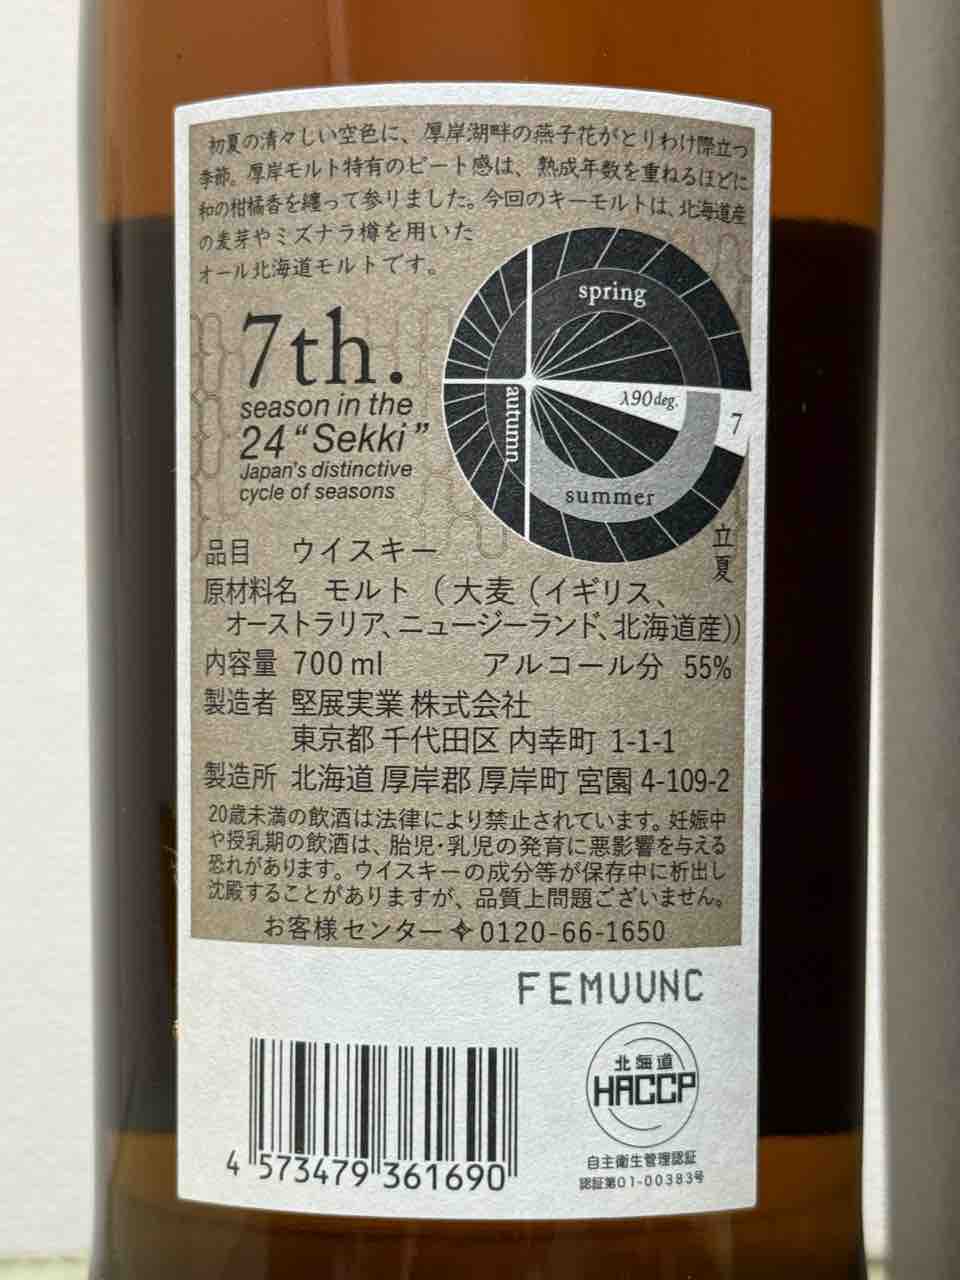 初夏の清々しい空色に、厚岸湖畔の燕子花がとりわけ際立つ
季節。厚岸モルト特有のピート感は、熟成年数を重ねるほどに
和の柑橘香を纏って参りました。今回のキーモルトは、北海道産
の麦芽やミズナラ樽を用いた
オール北海道モルトです。
7th.
season in the
24 "Sekki"
Japan's distinctive
cycle of seasons
spring
λ90deg.
7
autumn
summer
立夏
品目 ウイスキー
原材料名 モルト（大麦（イギリス、
オーストラリア、ニュージーランド、北海道産））
内容量 700ml アルコール分 55%
製造者 堅展実業 株式会社
東京都 千代田区 内幸町 1-1-1
製造所 北海道 厚岸郡 厚岸町 宮園 4-109-2
20歳未満の飲酒は法律により禁止されています。妊娠中
や授乳期の飲酒は、胎児・乳児の発育に悪影響を与える
恐れがあります。ウイスキーの成分等が保存中に析出し
沈殿することがありますが、品質上問題ございません。
お客様センター✧0120-66-1650
FEMUUNC
北海道
HACCP
自主衛生管理認証
認証第01-00383号
4 573479 361690